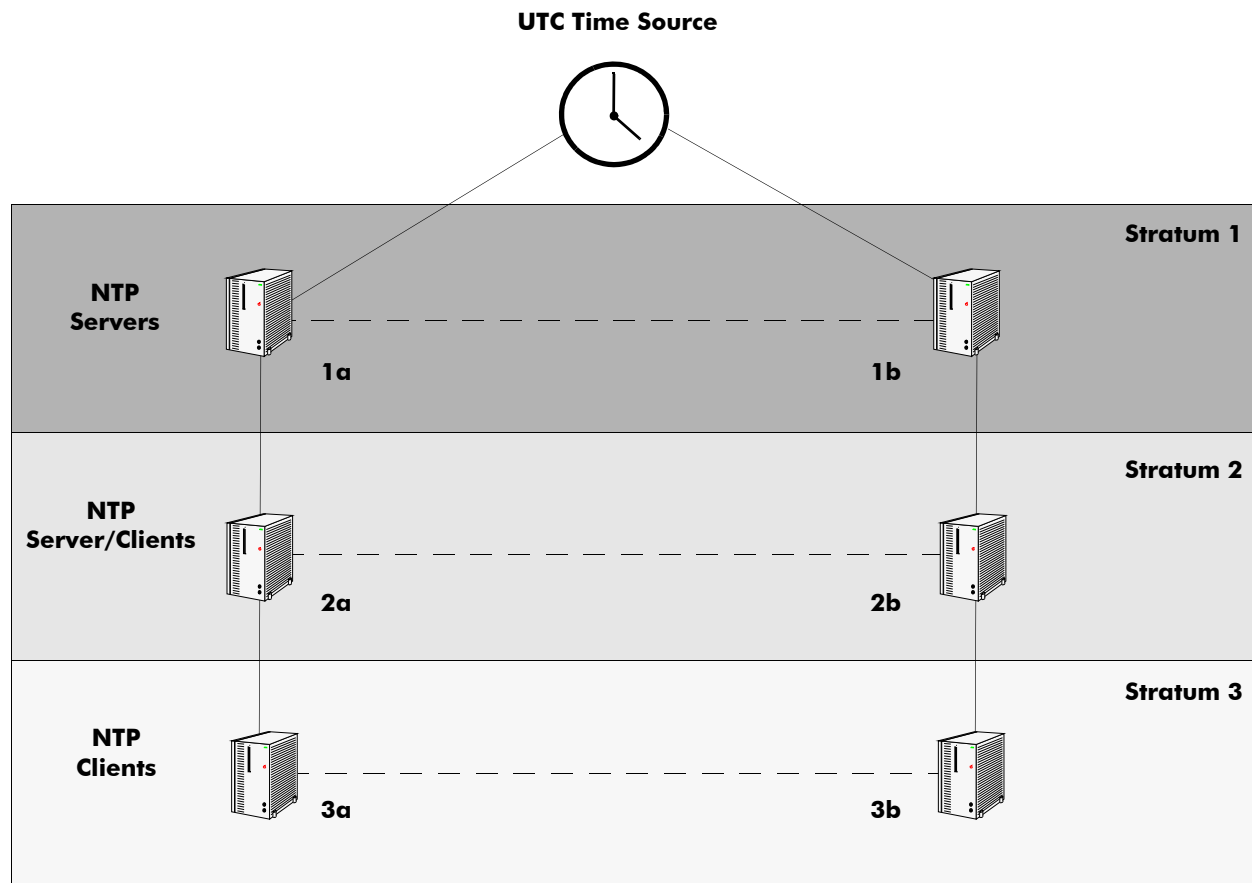 UTC Time Source
Stratum 1
NTP
Servers
1a
1b
Stratum 2
NTP
Server/Clients
2a
2b
Stratum 3
NTP
Clients
3a
3b